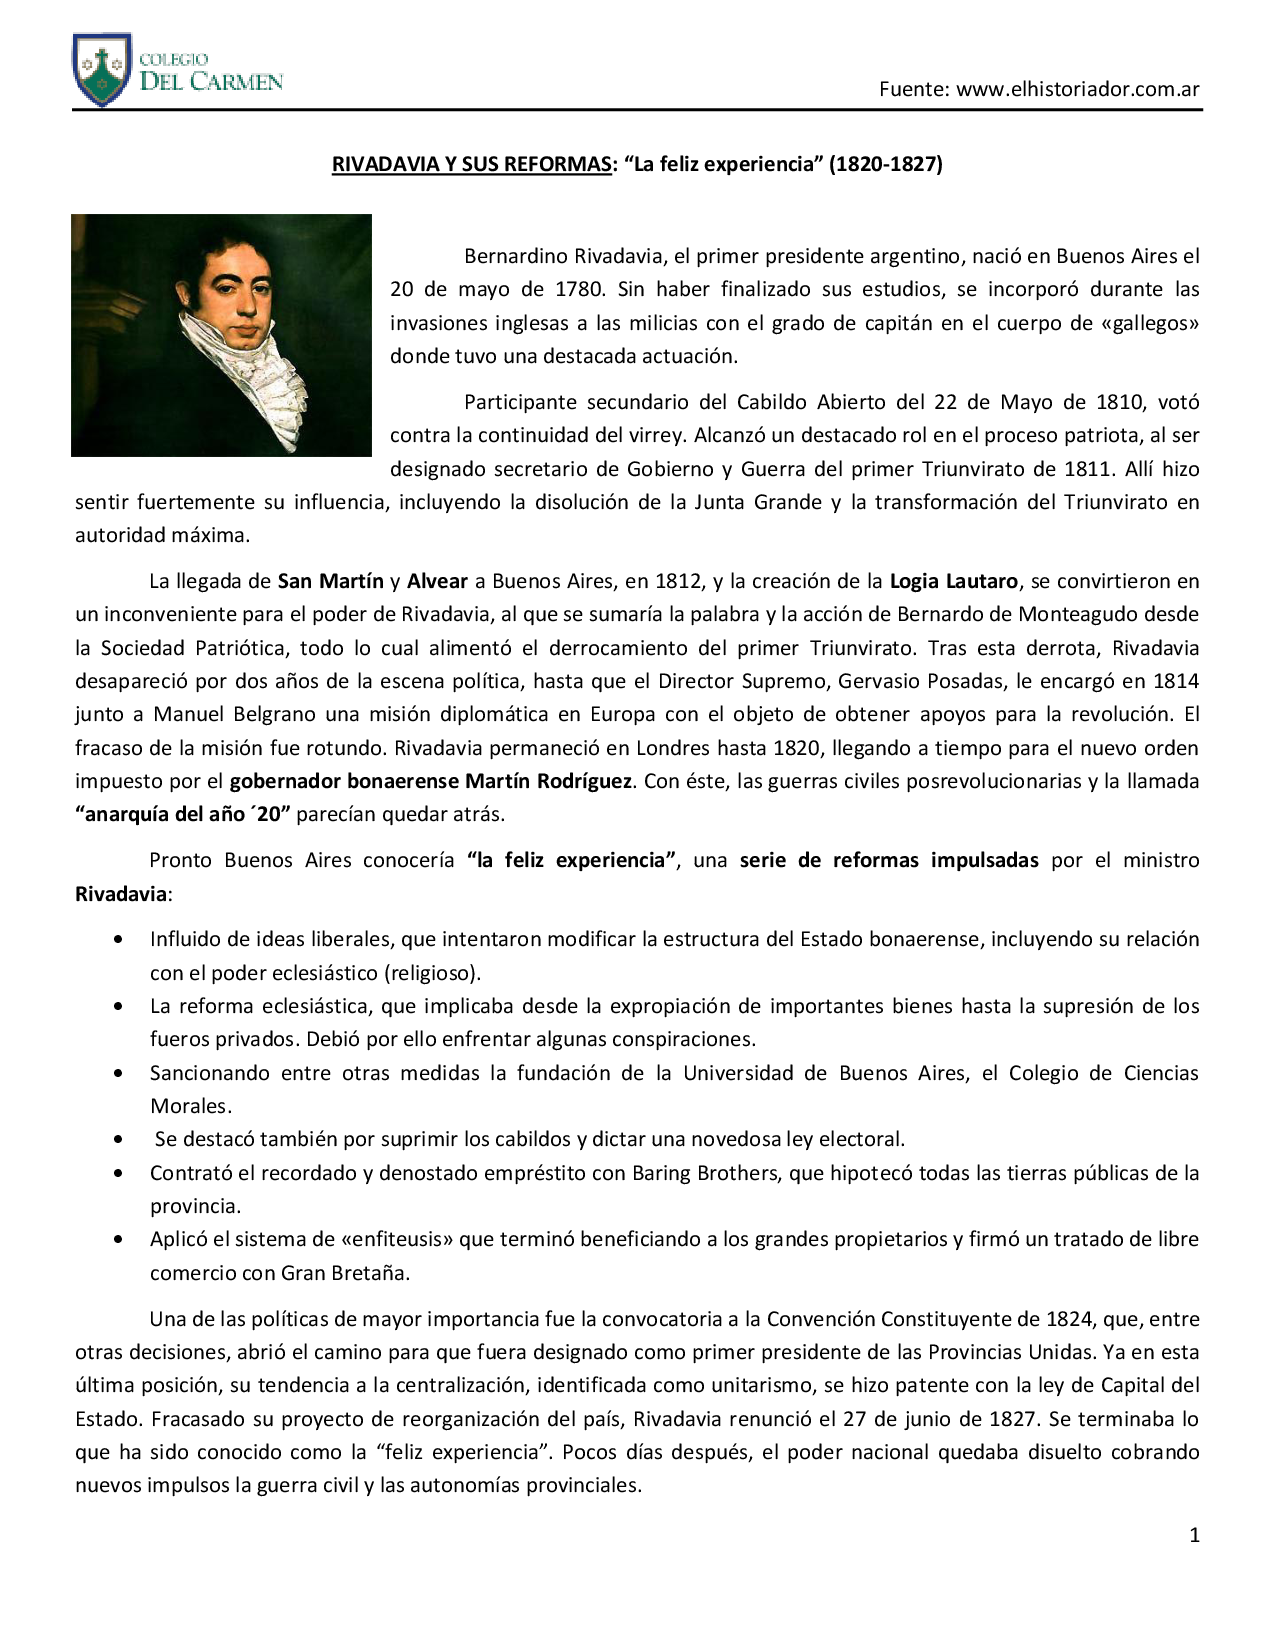 COLEGIO
DEL CARMEN
Fuente: www.elhistoriador.com.ar
RIVADAVIA Y SUS REFORMAS: “La feliz experiencia” (1820-1827)
Bernardino Rivadavia, el primer presidente argentino, nació en Buenos Aires el
20 de mayo de 1780. Sin haber finalizado sus estudios, se incorporó durante las
invasiones inglesas a las milicias con el grado de capitán en el cuerpo de «gallegos»
donde tuvo una destacada actuación.
Participante secundario del Cabildo Abierto del 22 de Mayo de 1810, votó
contra la continuidad del virrey. Alcanzó un destacado rol en el proceso patriota, al ser
designado secretario de Gobierno y Guerra del primer Triunvirato de 1811. Allí hizo
sentir fuertemente su influencia, incluyendo la disolución de la Junta Grande y la transformación del Triunvirato en
autoridad máxima.
La llegada de San Martín y Alvear a Buenos Aires, en 1812, y la creación de la Logia Lautaro, se convirtieron en
un inconveniente para el poder de Rivadavia, al que se sumaría la palabra y la acción de Bernardo de Monteagudo desde
la Sociedad Patriótica, todo lo cual alimentó el derrocamiento del primer Triunvirato. Tras esta derrota, Rivadavia
desapareció por dos años de la escena política, hasta que el Director Supremo, Gervasio Posadas, le encargó en 1814
junto a Manuel Belgrano una misión diplomática en Europa con el objeto de obtener apoyos para la revolución. El
fracaso de la misión fue rotundo. Rivadavia permaneció en Londres hasta 1820, llegando a tiempo para el nuevo orden
impuesto por el gobernador bonaerense Martín Rodríguez. Con éste, las guerras civiles posrevolucionarias y la llamada
“anarquía del año ´20” parecían quedar atrás.
Pronto Buenos Aires conocería “la feliz experiencia”, una serie de reformas impulsadas por el ministro
Rivadavia:
• Influido de ideas liberales, que intentaron modificar la estructura del Estado bonaerense, incluyendo su relación
con el poder eclesiástico (religioso).
• La reforma eclesiástica, que implicaba desde la expropiación de importantes bienes hasta la supresión de los
fueros privados. Debió por ello enfrentar algunas conspiraciones.
• Sancionando entre otras medidas la fundación de la Universidad de Buenos Aires, el Colegio de Ciencias
Morales.
• Se destacó también por suprimir los cabildos y dictar una novedosa ley electoral.
• Contrató el recordado y denostado empréstito con Baring Brothers, que hipotecó todas las tierras públicas de la
provincia.
• Aplicó el sistema de «enfiteusis» que terminó beneficiando a los grandes propietarios y firmó un tratado de libre
comercio con Gran Bretaña.
Una de las políticas de mayor importancia fue la convocatoria a la Convención Constituyente de 1824, que, entre
otras decisiones, abrió el camino para que fuera designado como primer presidente de las Provincias Unidas. Ya en esta
última posición, su tendencia a la centralización, identificada como unitarismo, se hizo patente con la ley de Capital del
Estado. Fracasado su proyecto de reorganización del país, Rivadavia renunció el 27 de junio de 1827. Se terminaba lo
que ha sido conocido como la “feliz experiencia”. Pocos días después, el poder nacional quedaba disuelto cobrando
nuevos impulsos la guerra civil y las autonomías provinciales.
1